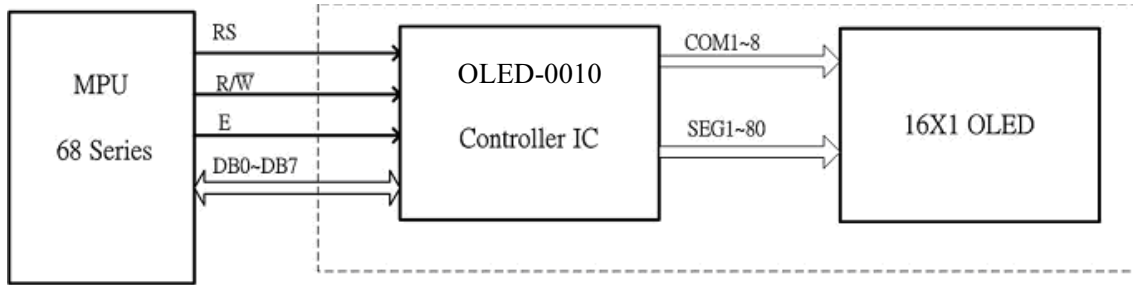 MPU
68 Series
RS
R/W̅
E
DB0~DB7
OLED-0010
Controller IC
COM1~8
SEG1~80
16X1 OLED